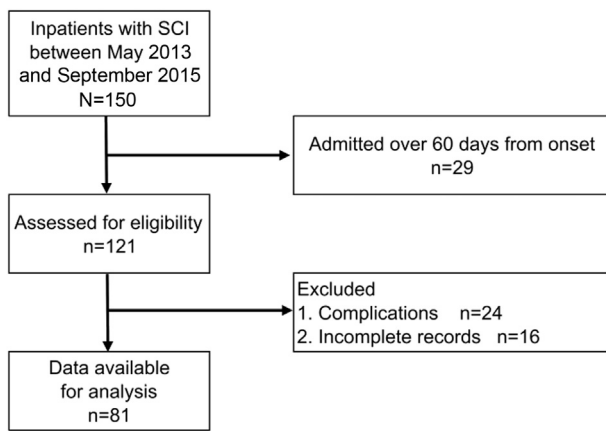 Inpatients with SCI
between May 2013
and September 2015
N=150
Admitted over 60 days from onset
n=29
Assessed for eligibility
n=121
Excluded
1. Complications n=24
2. Incomplete records n=16
Data available
for analysis
n=81